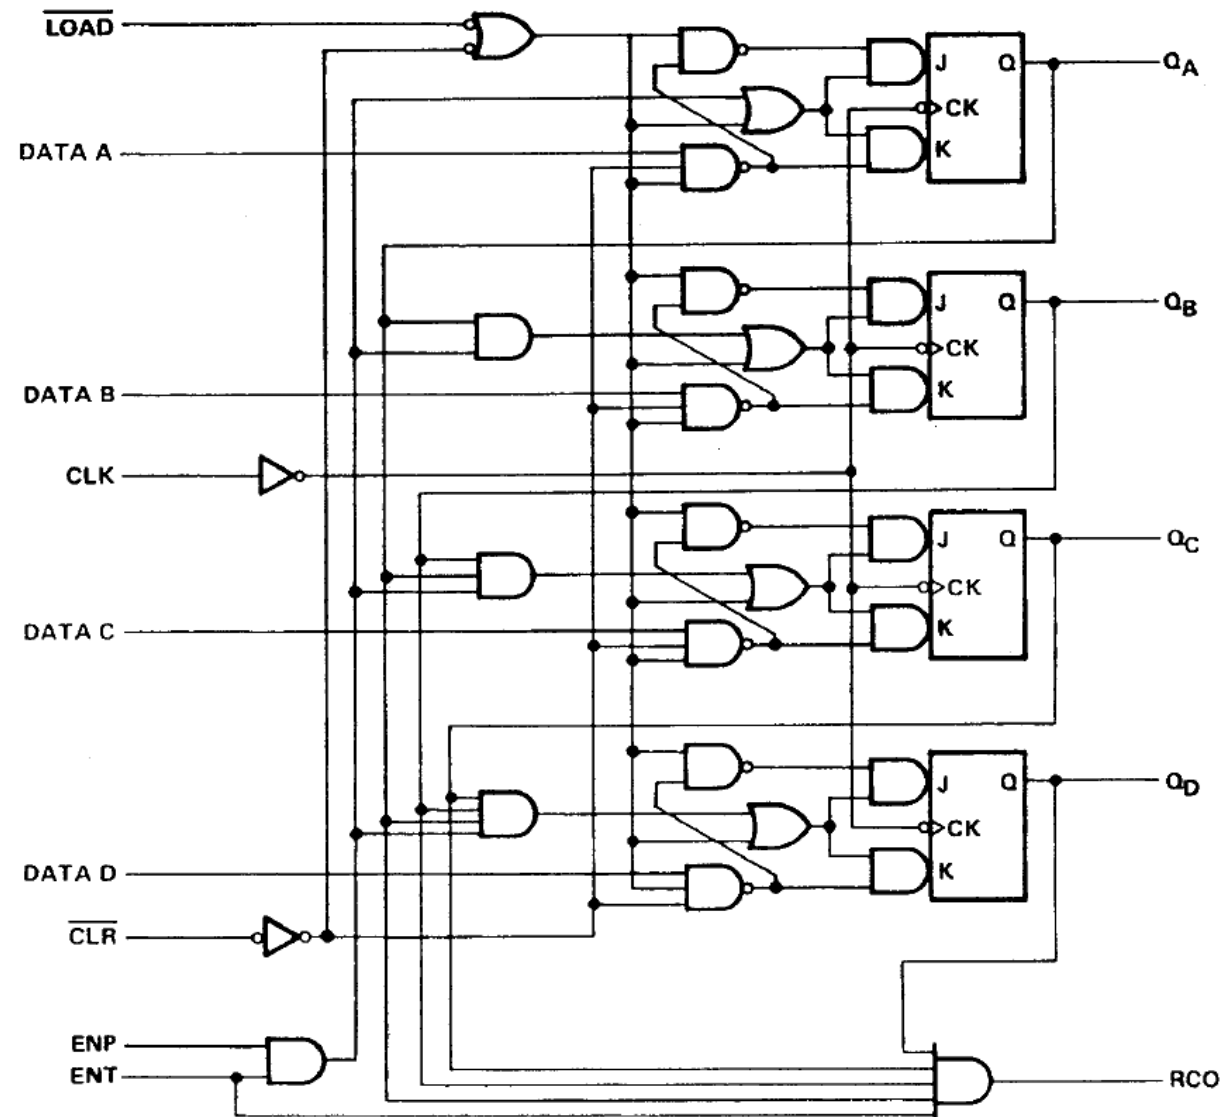 LOAD
J
Q
QA
CK
DATA A
K
J
Q
QB
CK
DATA B
K
CLK
J
Q
QC
CK
DATA C
K
J
Q
QD
CK
DATA D
K
CLR
ENP
ENT
RCO